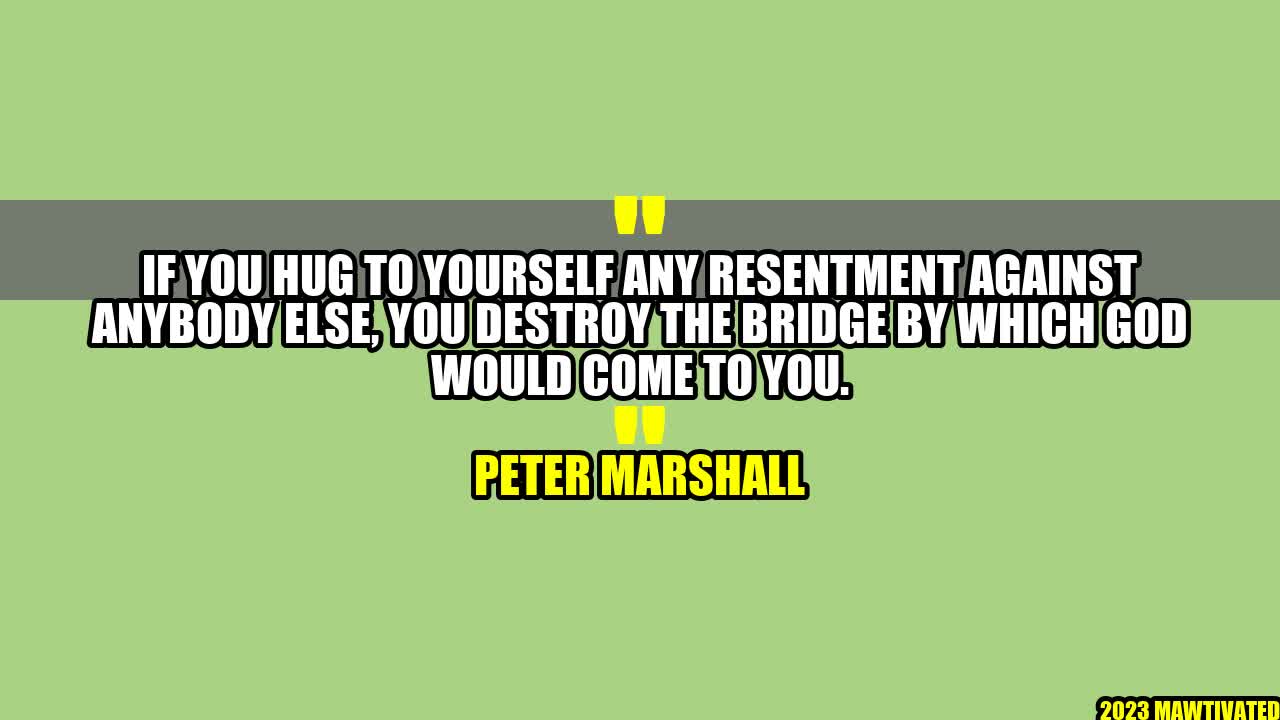 "
IF YOU HUG TO YOURSELF ANY RESENTMENT AGAINST
ANYBODY ELSE, YOU DESTROY THE BRIDGE BY WHICH GOD
WOULD COME TO YOU.
"
PETER MARSHALL
2023 MAWTIVATED